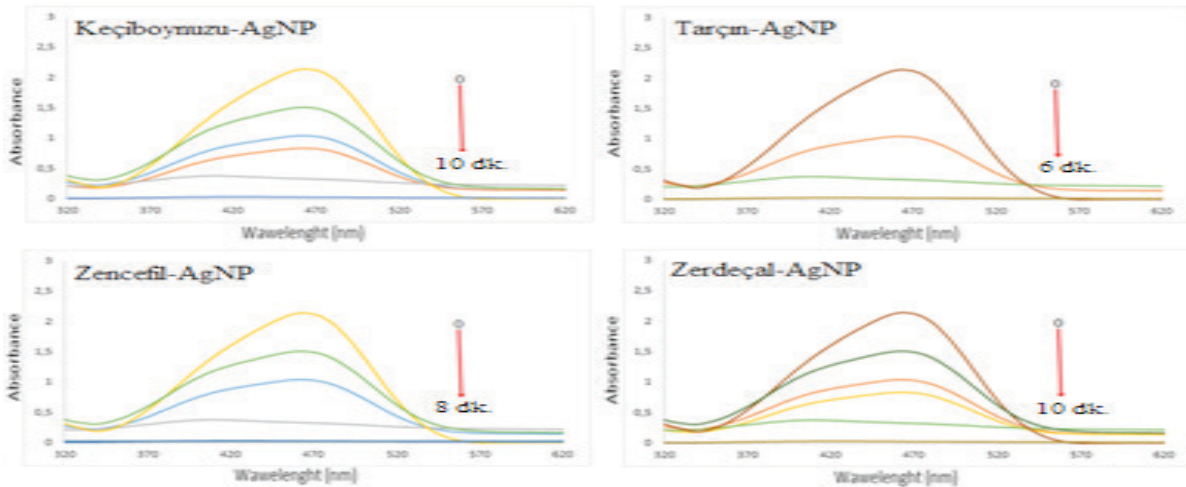 Keçiboynuzu-AgNP
3
2,5
2
1,5
1
0,5
0
Absorbance
0
10 dk.
320 370 420 470 520 570 620
Wawelenght (nm)
Tarçın-AgNP
3
2,5
2
1,5
1
0,5
0
Absorbance
0
6 dk.
320 370 420 470 520 570 620
Wawelenght (nm)
Zencefil-AgNP
3
2,5
2
1,5
1
0,5
0
Absorbance
0
8 dk.
320 370 420 470 520 570 620
Wawelenght (nm)
Zerdeçal-AgNP
3
2,5
2
1,5
1
0,5
0
Absorbance
0
10 dk.
320 370 420 470 520 570 620
Wawelenght (nm)